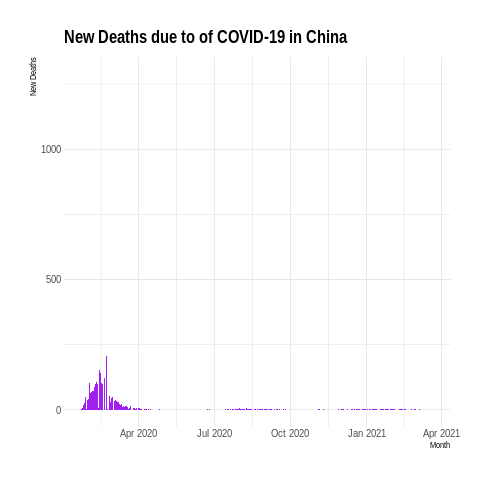 New Deaths due to of COVID-19 in China
New Deaths
1000
500
0
Apr 2020 Jul 2020 Oct 2020 Jan 2021 Apr 2021
Month